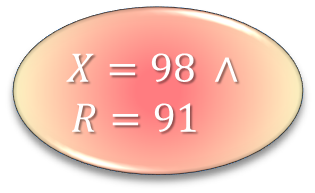 X = 98 ∧
R = 91